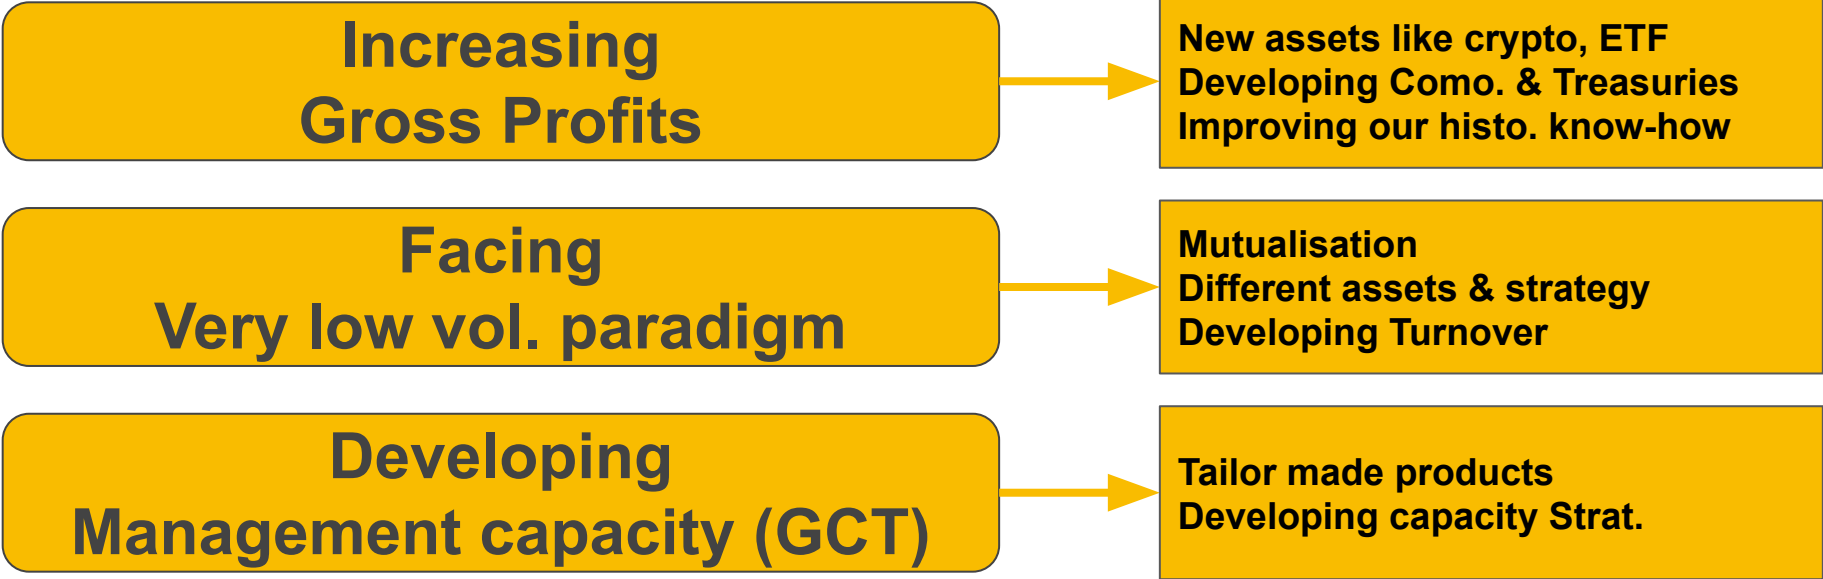 Increasing
Gross Profits
New assets like crypto, ETF
Developing Como. & Treasuries
Improving our histo. know-how
Facing
Very low vol. paradigm
Mutualisation
Different assets & strategy
Developing Turnover
Developing
Management capacity (GCT)
Tailor made products
Developing capacity Strat.